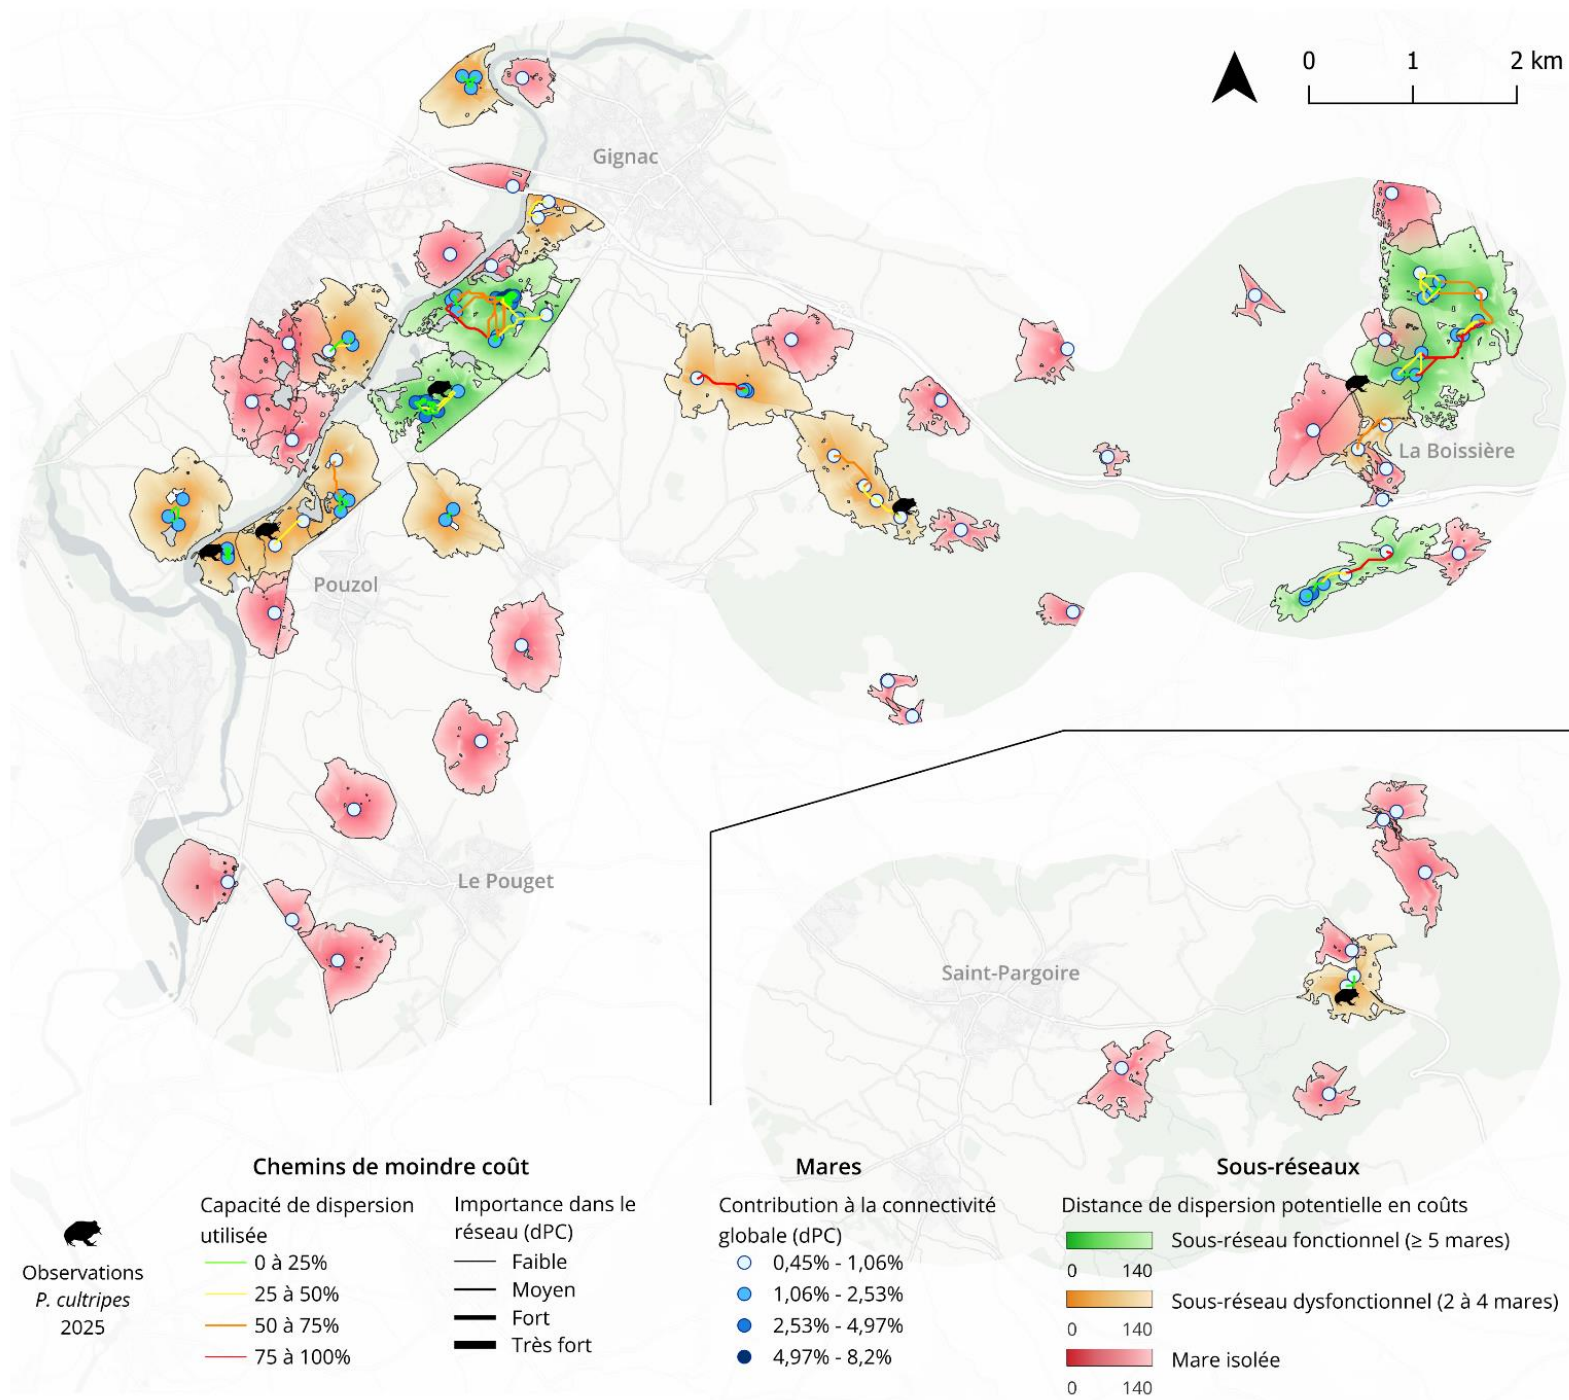 0 1 2 km
Gignac
La Boissière
Pouzol
Le Pouget
Saint-Pargoire
Observations
P. cultripes
2025
Chemins de moindre coût
Capacité de dispersion
utilisée
0 à 25%
25 à 50%
50 à 75%
75 à 100%
Importance dans le
réseau (dPC)
Faible
Moyen
Fort
Très fort
Mares
Contribution à la connectivité
globale (dPC)
0,45% - 1,06%
1,06% - 2,53%
2,53% - 4,97%
4,97% - 8,2%
Sous-réseaux
Distance de dispersion potentielle en coûts
Sous-réseau fonctionnel (≥ 5 mares)
0 140
Sous-réseau dysfonctionnel (2 à 4 mares)
0 140
Mare isolée
0 140